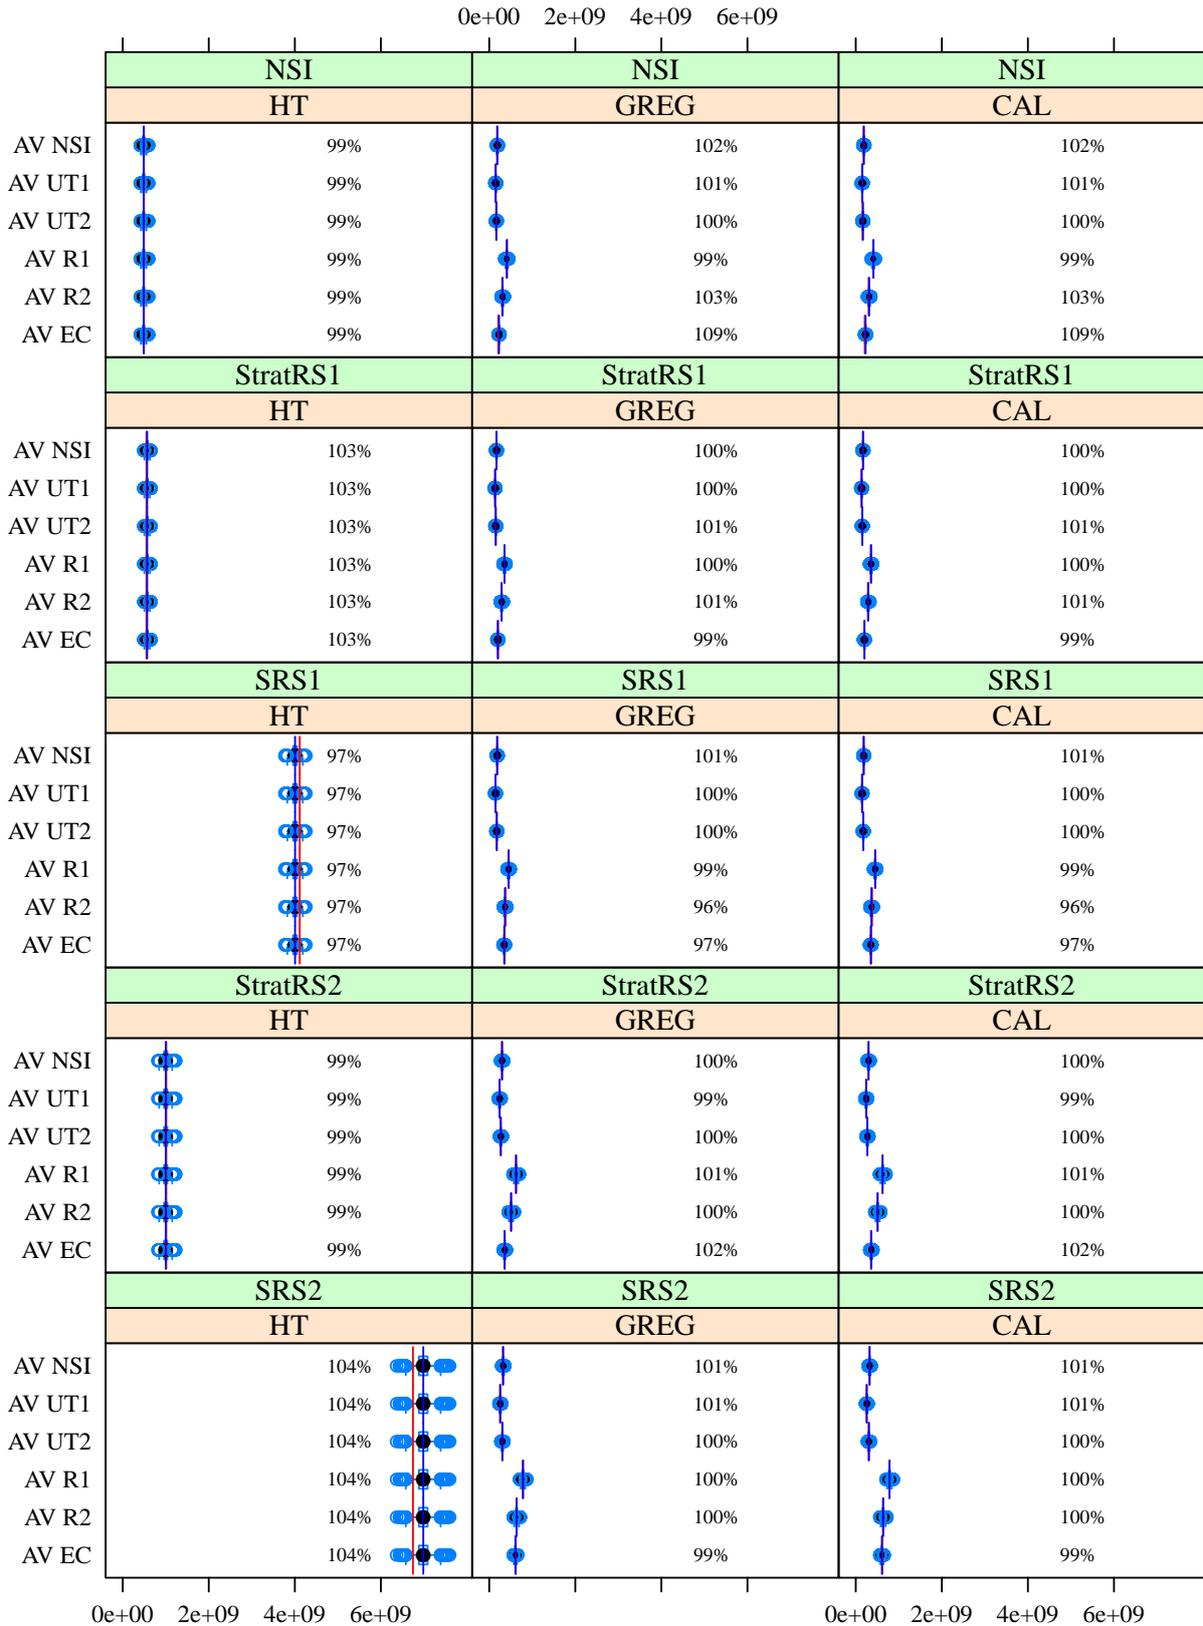 0e+00 2e+09 4e+09 6e+09
NSI NSI NSI
HT GREG CAL
AV NSI 99% 102% 102%
AV UT1 99% 101% 101%
AV UT2 99% 100% 100%
AV R1 99% 99% 99%
AV R2 99% 103% 103%
AV EC 99% 109% 109%
StratRS1 StratRS1 StratRS1
HT GREG CAL
AV NSI 103% 100% 100%
AV UT1 103% 100% 100%
AV UT2 103% 101% 101%
AV R1 103% 100% 100%
AV R2 103% 101% 101%
AV EC 103% 99% 99%
SRS1 SRS1 SRS1
HT GREG CAL
AV NSI 97% 101% 101%
AV UT1 97% 100% 100%
AV UT2 97% 100% 100%
AV R1 97% 99% 99%
AV R2 97% 96% 96%
AV EC 97% 97% 97%
StratRS2 StratRS2 StratRS2
HT GREG CAL
AV NSI 99% 100% 100%
AV UT1 99% 99% 99%
AV UT2 99% 100% 100%
AV R1 99% 101% 101%
AV R2 99% 100% 100%
AV EC 99% 102% 102%
SRS2 SRS2 SRS2
HT GREG CAL
AV NSI 104% 101% 101%
AV UT1 104% 101% 101%
AV UT2 104% 100% 100%
AV R1 104% 100% 100%
AV R2 104% 100% 100%
AV EC 104% 99% 99%
0e+00 2e+09 4e+09 6e+09 0e+00 2e+09 4e+09 6e+09